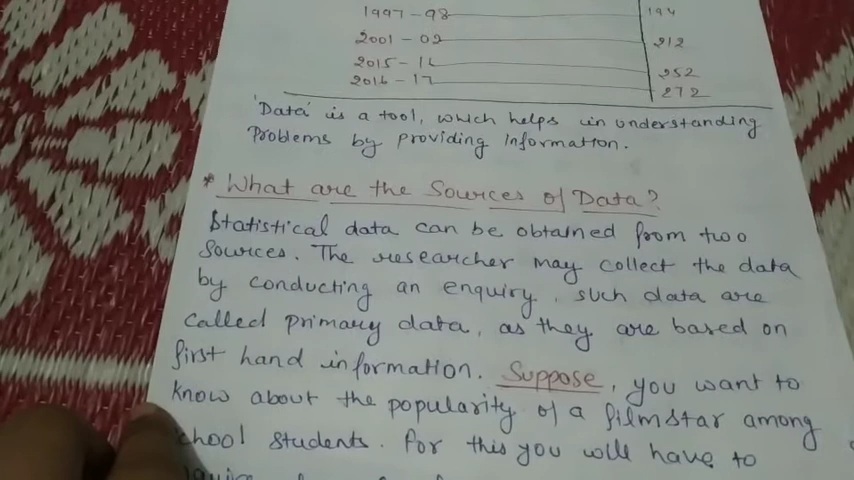 1997-98 194
2001-02 212
2015-16 252
2016-17 272
'Data' is a tool, which helps in understanding
Problems by providing Information.
* What are the Sources of Data?
Statistical data can be obtained from two
Sources. The researcher may collect the data
by conducting an enquiry, such data are
called primary data, as they are based on
first hand information. Suppose, you want to
know about the popularity of a filmstar among
school students. For this you will have to